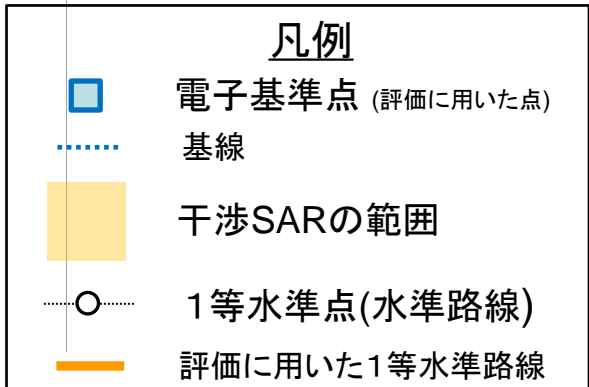 凡例
電子基準点 (評価に用いた点)
基線
干渉SARの範囲
１等水準点(水準路線)
評価に用いた１等水準路線